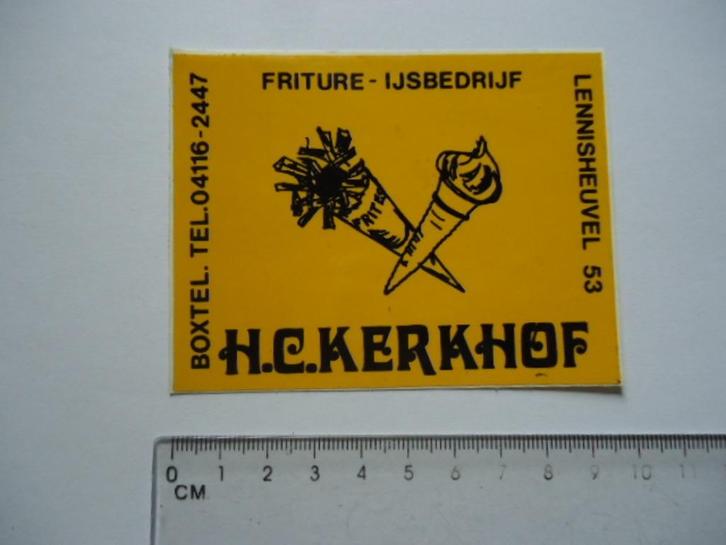 FRITURE - IJSBEDRIJF
BOXTEL. TEL.04116-2447
LENNISHEUVEL 53
H.C.KERKHOF
0 1 2 3 4 5 6 7 8 9 10 11
CM